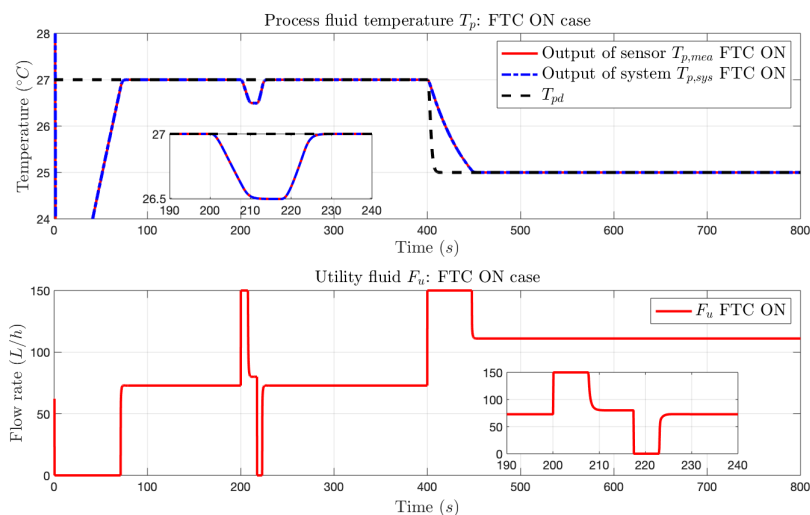 Process fluid temperature T_p: FTC ON case
28
27
26
25
24
Temperature (°C)
Output of sensor T_{p,mea} FTC ON
Output of system T_{p,sys} FTC ON
T_{pd}
27
26.5
190 200 210 220 230 240
0 100 200 300 400 500 600 700 800
Time (s)
Utility fluid F_u: FTC ON case
150
100
50
0
Flow rate (L/h)
F_u FTC ON
150
100
50
0
190 200 210 220 230 240
0 100 200 300 400 500 600 700 800
Time (s)